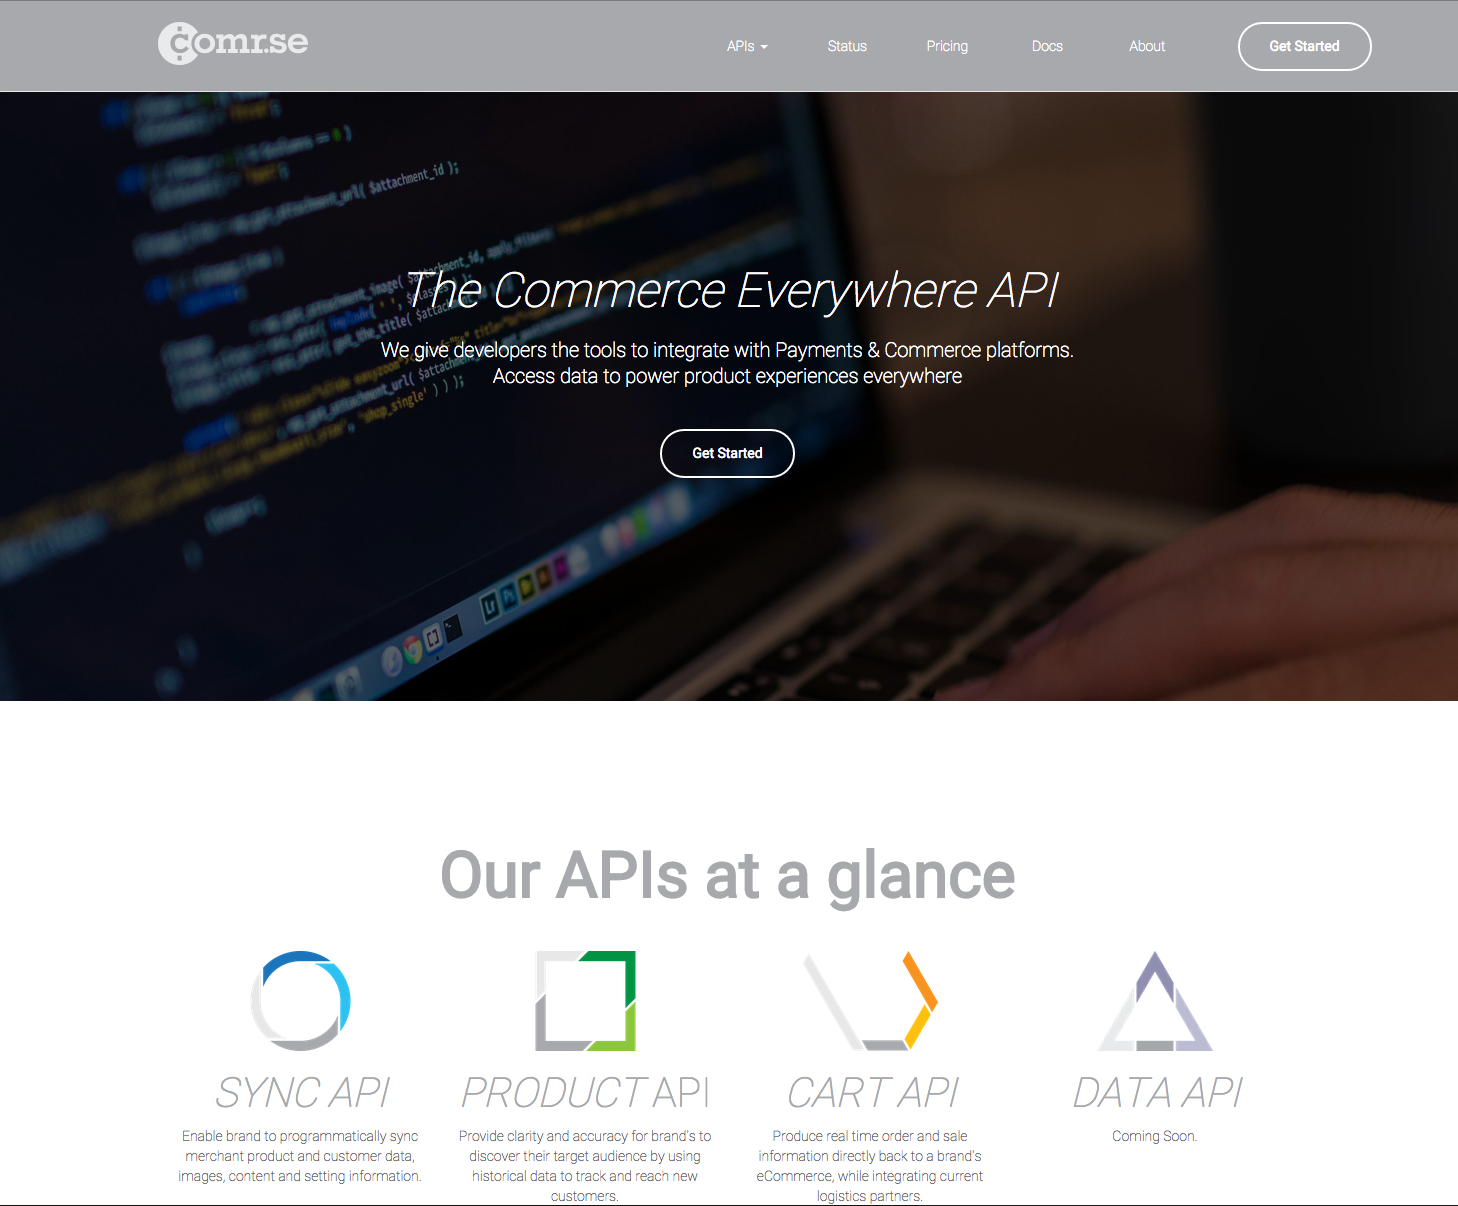 comr.se
APIs
Status
Pricing
Docs
About
Get Started
$attachment_id );
The Commerce Everywhere API
We give developers the tools to integrate with Payments & Commerce platforms.
Access data to power product experiences everywhere
Get Started
Lr
Ps
Our APIs at a glance
SYNC API
Enable brand to programmatically sync
merchant product and customer data,
images, content and setting information.
PRODUCT API
Provide clarity and accuracy for brand's to
discover their target audience by using
historical data to track and reach new
customers.
CART API
Produce real time order and sale
information directly back to a brand's
eCommerce, while integrating current
logistics partners.
DATA API
Coming Soon.